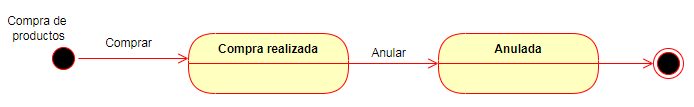 Compra de
productos
Comprar
Compra realizada
Anular
Anulada